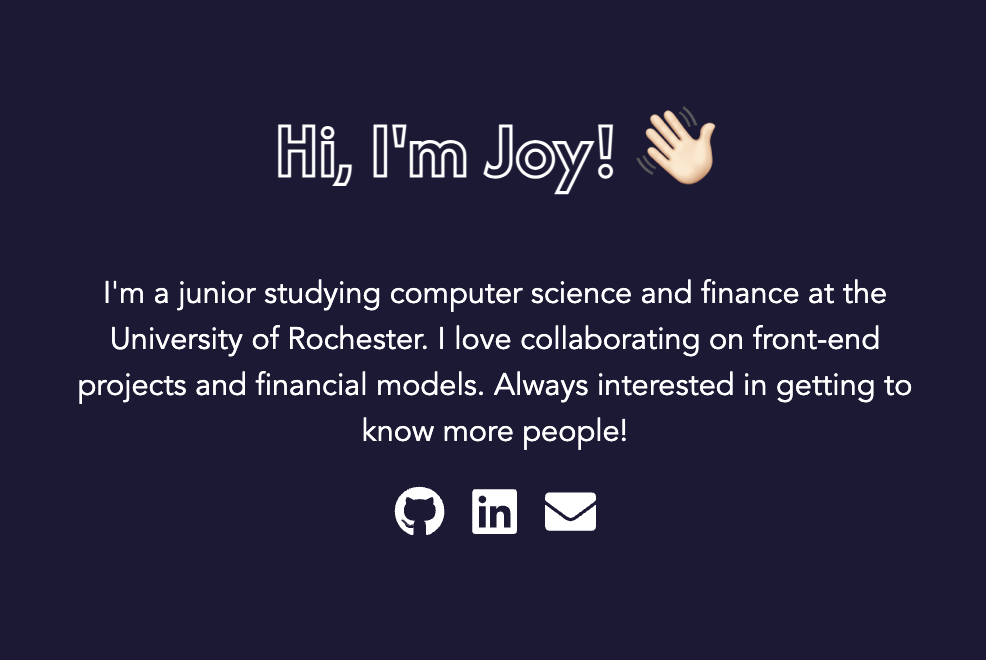 Hi, I'm Joy! 👋🏻
I'm a junior studying computer science and finance at the
University of Rochester. I love collaborating on front-end
projects and financial models. Always interested in getting to
know more people!
in